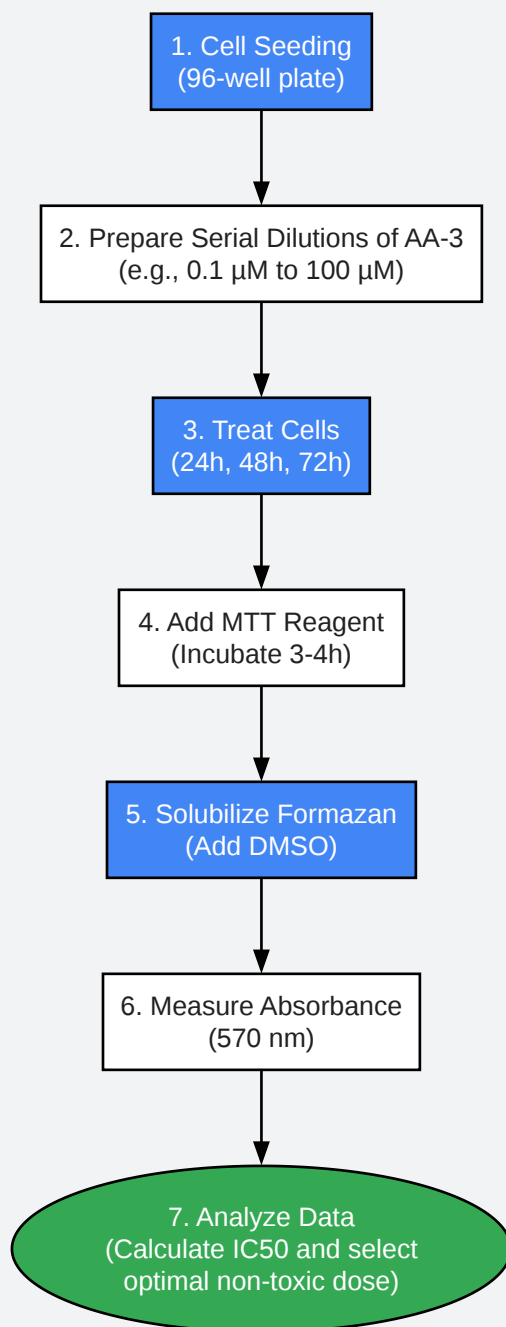 1. Cell Seeding
(96-well plate)
2. Prepare Serial Dilutions of AA-3
(e.g., 0.1 µM to 100 µM)
3. Treat Cells
(24h, 48h, 72h)
4. Add MTT Reagent
(Incubate 3-4h)
5. Solubilize Formazan
(Add DMSO)
6. Measure Absorbance
(570 nm)
7. Analyze Data
(Calculate IC50 and select
optimal non-toxic dose)